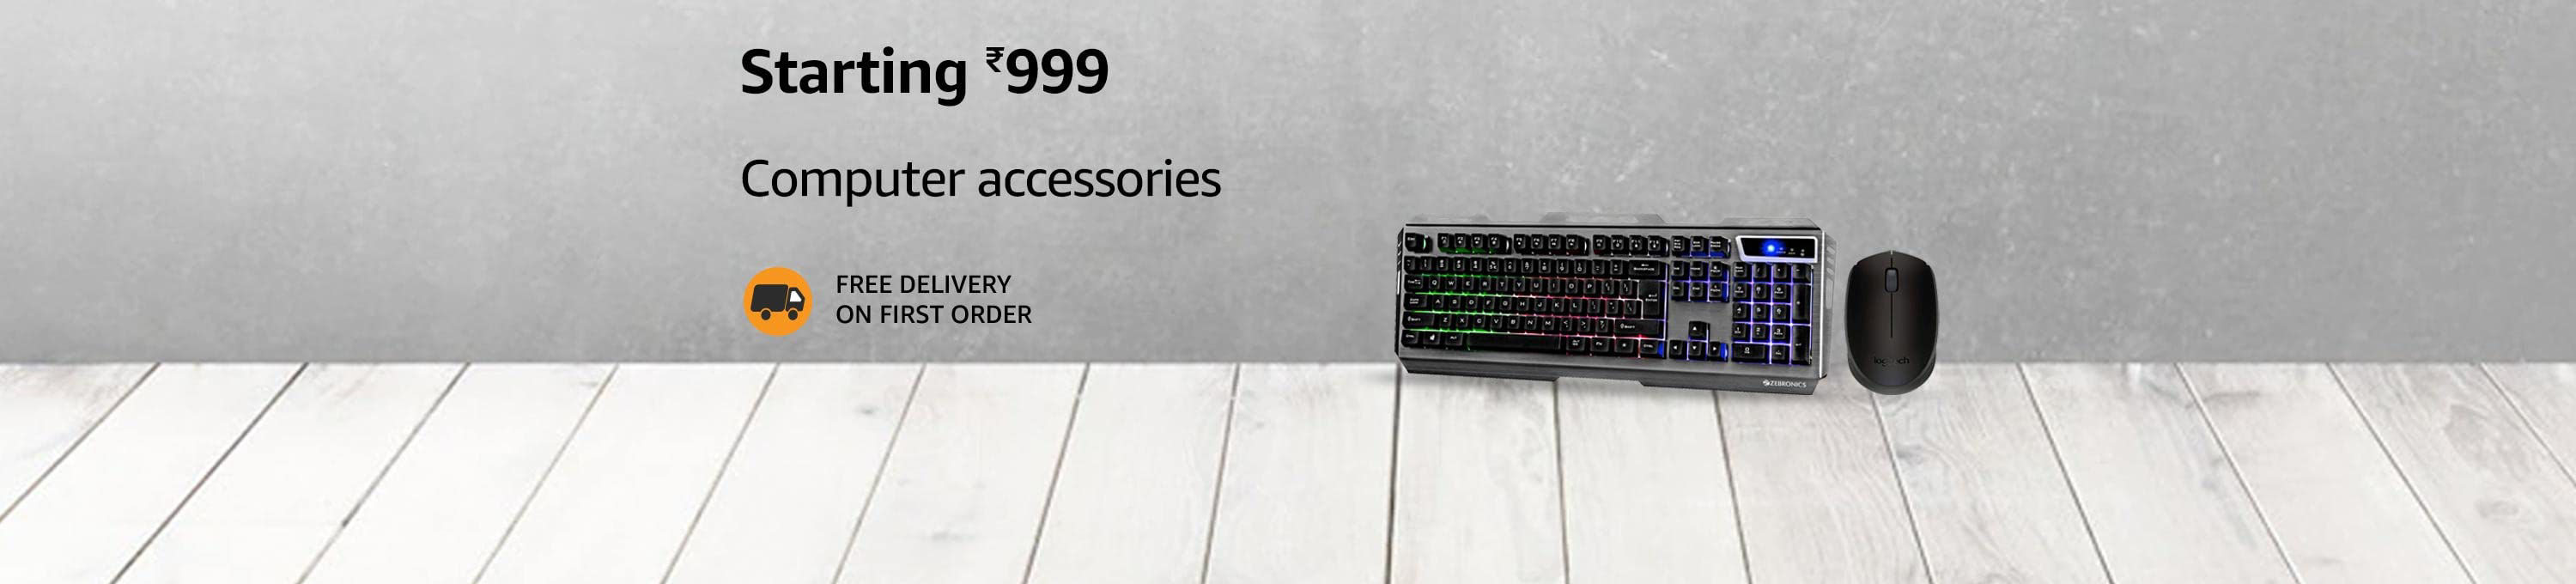 Starting ₹999
Computer accessories
FREE DELIVERY
ON FIRST ORDER
ZEBRONICS
logitech